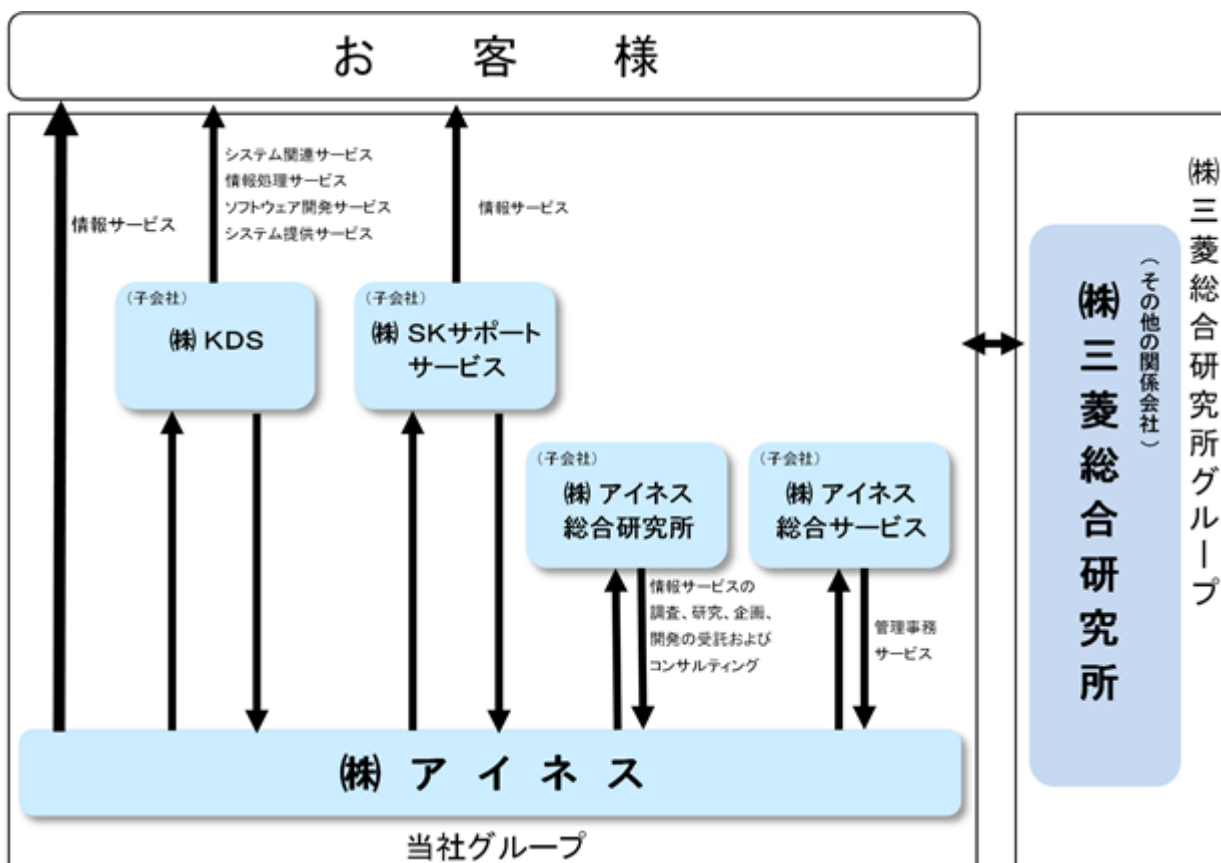 お客様
情報サービス
システム関連サービス
情報処理サービス
ソフトウェア開発サービス
システム提供サービス
情報サービス
（子会社）
㈱ KDS
（子会社）
㈱ SKサポート
サービス
（子会社）
㈱ アイネス
総合研究所
（子会社）
㈱ アイネス
総合サービス
情報サービスの
調査、研究、企画、
開発の受託および
コンサルティング
管理事務
サービス
㈱ アイネス
当社グループ
㈱三菱総合研究所グループ
（その他の関係会社）
㈱三菱総合研究所